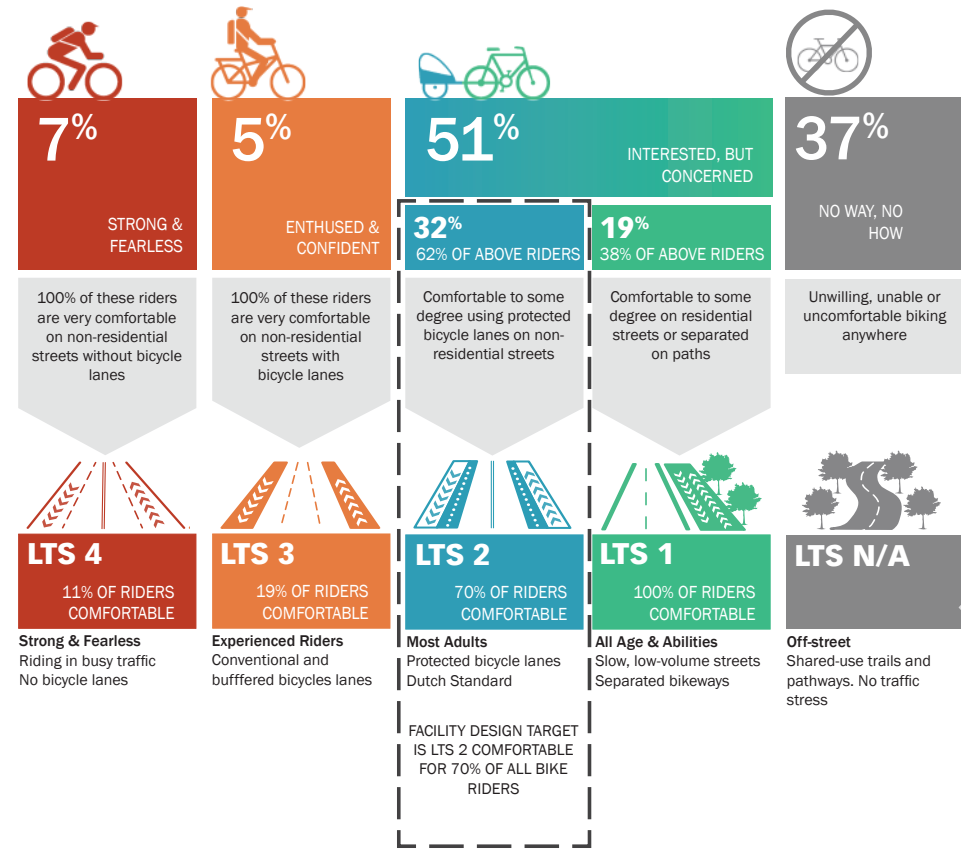 7%
STRONG &
FEARLESS
5%
ENTHUSED &
CONFIDENT
51%
INTERESTED, BUT
CONCERNED
32%
62% OF ABOVE RIDERS
19%
38% OF ABOVE RIDERS
37%
NO WAY, NO
HOW
100% of these riders
are very comfortable
on non-residential
streets without bicycle
lanes
100% of these riders
are very comfortable
on non-residential
streets with
bicycle lanes
Comfortable to some
degree using protected
bicycle lanes on non-
residential streets
Comfortable to some
degree on residential
streets or separated
on paths
Unwilling, unable or
uncomfortable biking
anywhere
LTS 4
11% OF RIDERS
COMFORTABLE
Strong & Fearless
Riding in busy traffic
No bicycle lanes
LTS 3
19% OF RIDERS
COMFORTABLE
Experienced Riders
Conventional and
bufffered bicycles lanes
LTS 2
70% OF RIDERS
COMFORTABLE
Most Adults
Protected bicycle lanes
Dutch Standard
FACILITY DESIGN TARGET
IS LTS 2 COMFORTABLE
FOR 70% OF ALL BIKE
RIDERS
LTS 1
100% OF RIDERS
COMFORTABLE
All Age & Abilities
Slow, low-volume streets
Separated bikeways
LTS N/A
Off-street
Shared-use trails and
pathways. No traffic
stress